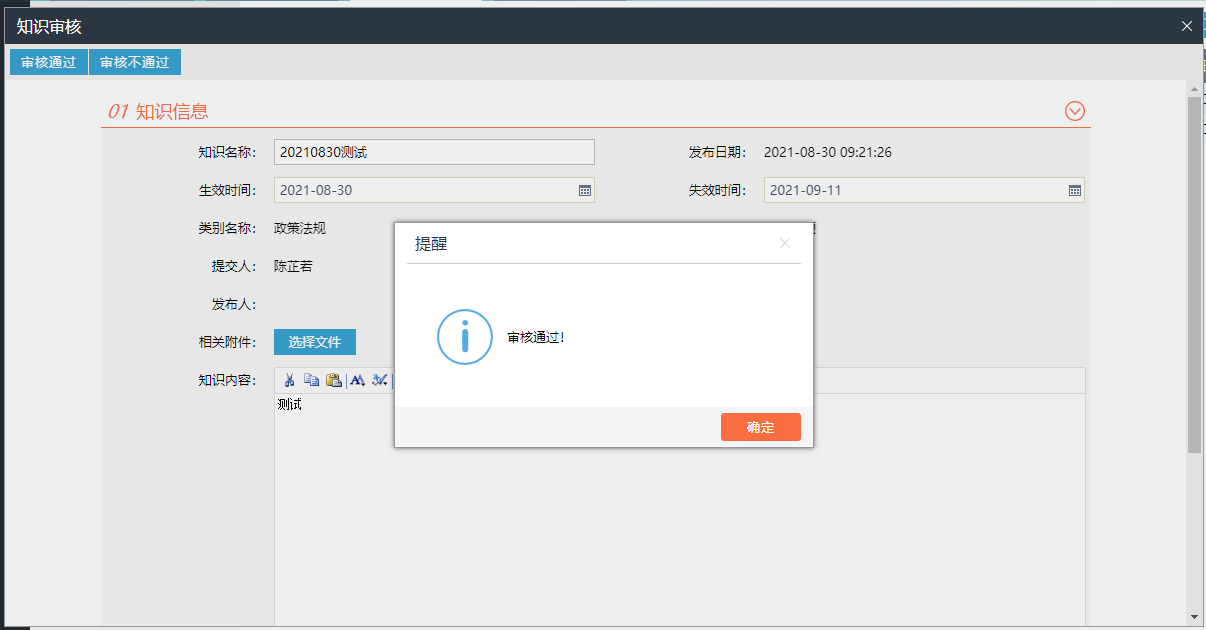 知识审核
审核通过 审核不通过
01 知识信息
知识名称： 20210830测试 发布日期： 2021-08-30 09:21:26
生效时间： 2021-08-30 失效时间： 2021-09-11
类别名称： 政策法规
提醒
提交人： 陈芷若
发布人：
相关附件： 选择文件
审核通过！
知识内容：
测试
确定